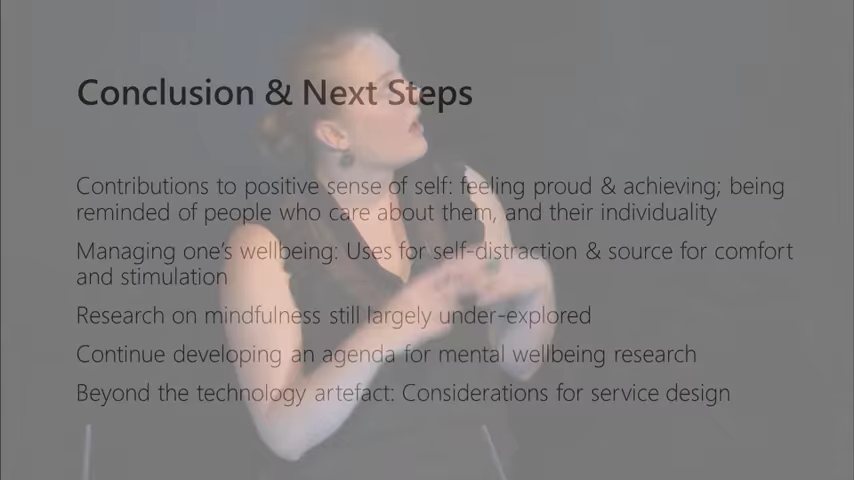 Conclusion & Next Steps
Contributions to positive sense of self: feeling proud & achieving; being
reminded of people who care about them, and their individuality
Managing one's wellbeing: Uses for self-distraction & source for comfort
and stimulation
Research on mindfulness still largely under-explored
Continue developing an agenda for mental wellbeing research
Beyond the technology artefact: Considerations for service design